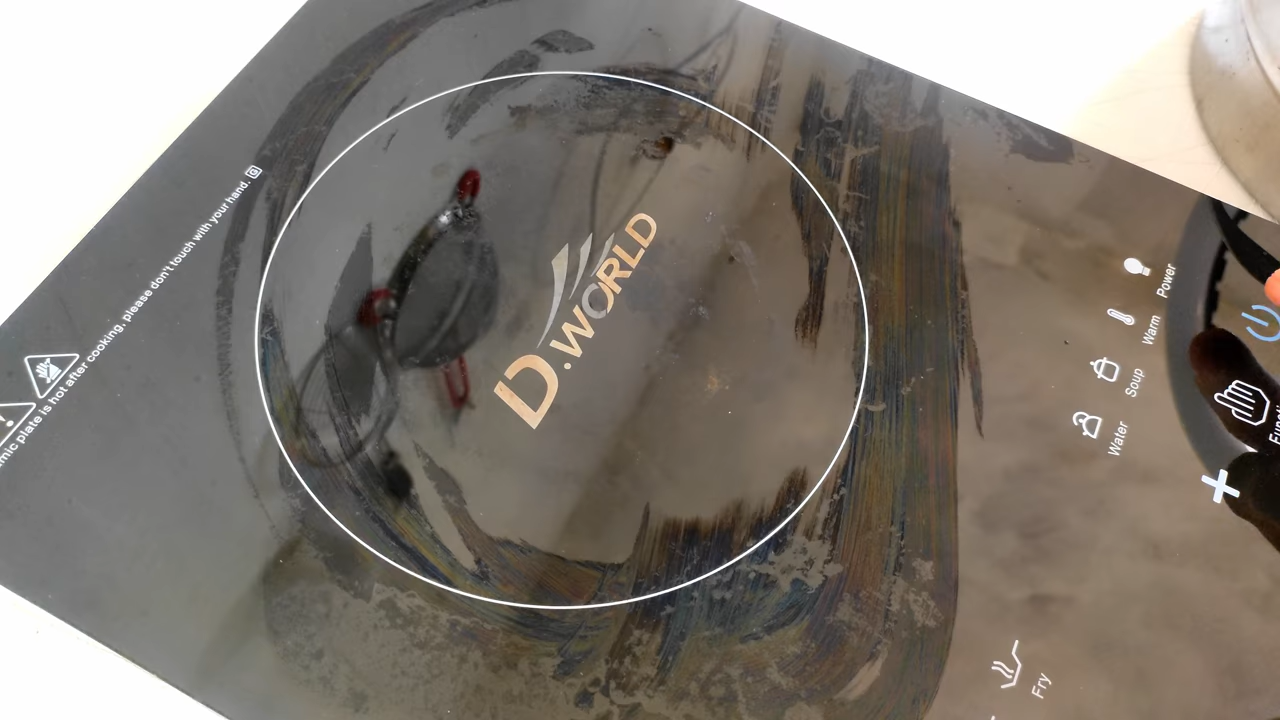 mic plate is hot after cooking, please don't touch with your hand.
D.WORLD
Power
Warm
Soup
Water
Fry